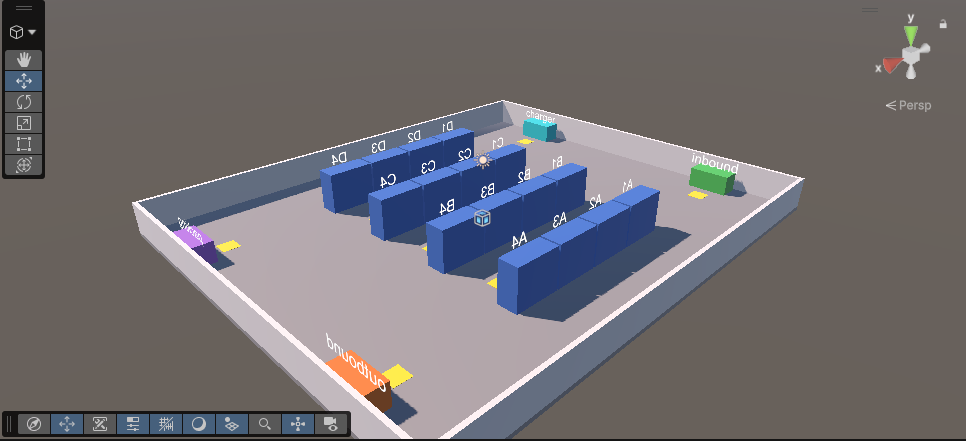 y
x
Persp
charger
inbound
D1
D2
D3
D4
C1
C2
C3
C4
B1
B2
B3
B4
A1
A2
A3
A4
outbound